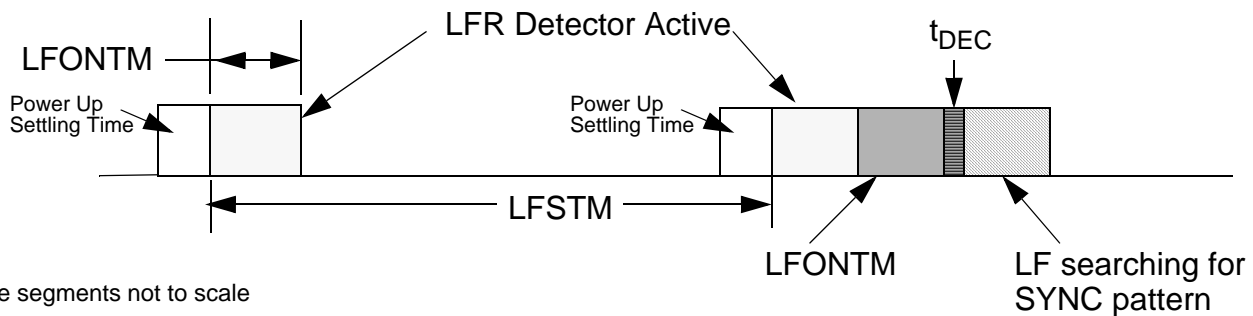 LFR Detector Active
tDEC
LFONTM
Power Up
Settling Time
Power Up
Settling Time
LFSTM
LFONTM
LF searching for
SYNC pattern
e segments not to scale